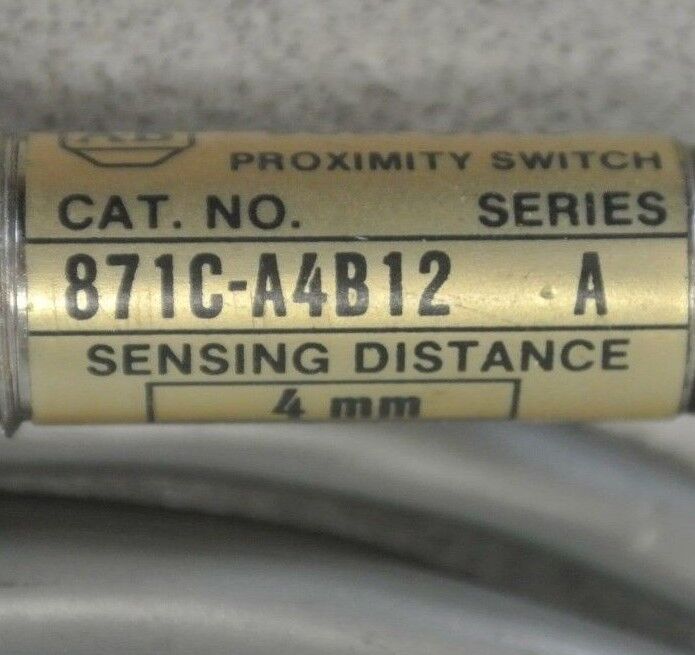 PROXIMITY SWITCH
CAT. NO. SERIES
871C-A4B12 A
SENSING DISTANCE
4 mm